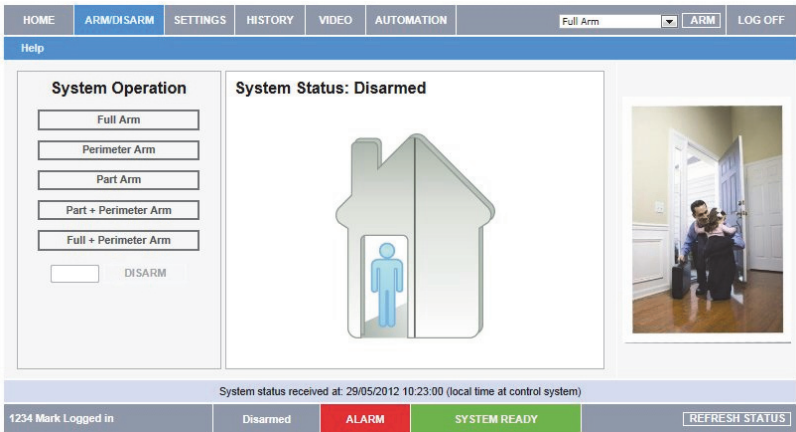 HOME ARM/DISARM SETTINGS HISTORY VIDEO AUTOMATION Full Arm ARM LOG OFF
Help
System Operation
Full Arm
Perimeter Arm
Part Arm
Part + Perimeter Arm
Full + Perimeter Arm
DISARM
System Status: Disarmed
System status received at: 29/05/2012 10:23:00 (local time at control system)
1234 Mark Logged in Disarmed ALARM SYSTEM READY REFRESH STATUS